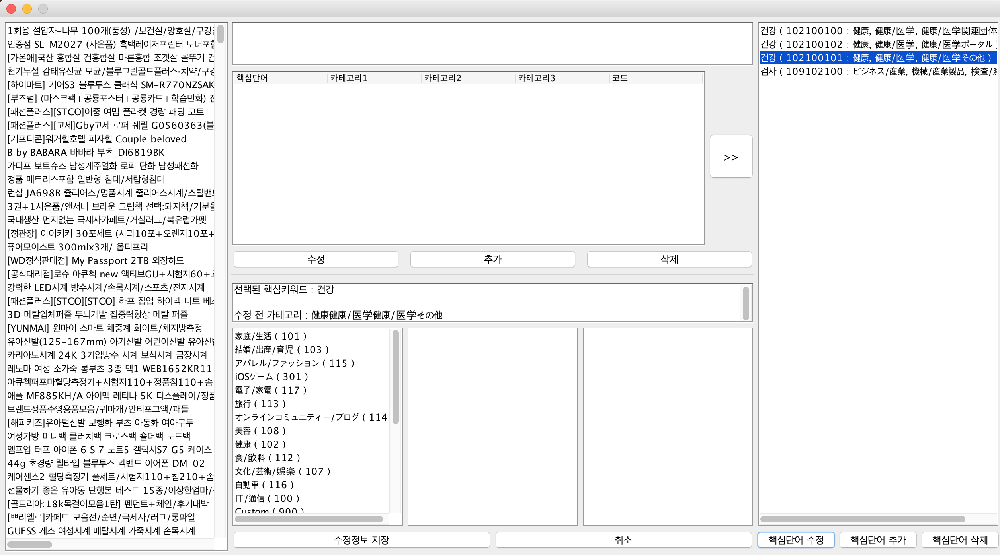 1회용 설압자-나무 100개(풍성) /보건실/양호실/구강
인증점 SL-M2027 (사은품) 흑백레이저프린터 토너포함
[가온애]국산 홍합살 건홍합살 마른홍합 조갯살 꼴뚜기 건
천기누설 감태유산균 모균/블루그린골드플러스·치약/구강
[하이마트] 기어S3 블루투스 클래식 SM-R770NZSAK
[부즈펌] (마스크팩+공룡포스터+공룡카드+학습만화)
[패션플러스][STCO]이중 여밈 플라켓 경량 패딩 코트
[패션플러스][고세]Gby고세 로퍼 쉐릴 G0560363(블
[기프티콘]워커힐호텔 피자힐 Couple beloved
B by BABARA 바바라 부츠_DI6819BK
카디프 보트슈즈 남성케주얼화 로퍼 단화 남성패션화
정품 매트리스포함 일반형 침대/서랍형침대
런샵 JA698B 쥴리어스/명품시계 줄리어스시계/스틸밴드
3권+1사은품/앤서니 브라운 그림책 선택:돼지책/기분을
국내생산 먼지없는 극세사카페트/거실러그/북유럽카펫
[정관장] 아이키커 30포세트 (사과10포+오렌지10포+
퓨어모이스트 300mlx3개/ 옵티프리
[WD정식판매점] My Passport 2TB 외장하드
[공식대리점]로슈 아큐첵 new 액티브GU+시험지60+
강력한 LED시계 방수시계/손목시계/스포츠/전자시계
[패션플러스][STCO][STCO] 하프 집업 하이넥 니트 베스
3D 메탈입체퍼즐 두뇌개발 집중력향상 메탈 퍼즐
[YUNMAI] 윈마이 스마트 체중계 화이트/체지방측정
유아신발(125-167mm) 아기신발 어린이신발 유아신발
카리아노시계 24K 3기압방수 시계 보석시계 금장시계
레노마 여성 소가죽 롱부츠 3종 택1 WEB1652KR11
아큐첵퍼포마혈당측정기+시험지110+정품침110+솜
애플 MF885KH/A 아이맥 레티나 5K 디스플레이/정품
브랜드정품수영용품모음/귀마개/안티포그액/패들
[해피키즈]유아털신발 보행화 부츠 아동화 여아구두
여성가방 미니백 클러치백 크로스백 숄더백 토드백
엠프업 터프 아이폰 6 S 7 노트5 갤럭시S7 G5 케이스
44g 초경량 릴타입 블루투스 넥밴드 이어폰 DM-02
케어센스2 혈당측정기 풀세트/시험지110+침210+솜
선물하기 좋은 유아동 단행본 베스트 15종/이상한엄마/
[골드리아:18k목걸이모음1탄] 펜던트+체인/후기대박
[쁘리엘르]카페트 모음전/순면/극세사/러그/롱파일
GUESS 게스 여성시계 메탈시계 가죽시계 손목시계
핵심단어 카테고리1 카테고리2 카테고리3 코드
>>
수정 추가 삭제
선택된 핵심키워드 : 건강
수정 전 카테고리 : 健康健康/医学健康/医学その他
家庭/生活 ( 101 )
結婚/出産/育児 ( 103 )
アパレル/ファッション ( 115 )
iOSゲーム ( 301 )
電子/家電 ( 117 )
旅行 ( 113 )
オンラインコミュニティー/ブログ ( 114
美容 ( 108 )
健康 ( 102 )
食/飲料 ( 112 )
文化/芸術/娯楽 ( 107 )
自動車 ( 116 )
IT/通信 ( 100 )
Custom ( 900 )
수정정보 저장 취소
건강 ( 102100100 : 健康, 健康/医学, 健康/医学関連団体
건강 ( 102100102 : 健康, 健康/医学, 健康/医学ポータル )
건강 ( 102100101 : 健康, 健康/医学, 健康/医学その他 )
검사 ( 109102100 : ビジネス/産業, 機械/産業製品, 検査/
핵심단어 수정 핵심단어 추가 핵심단어 삭제